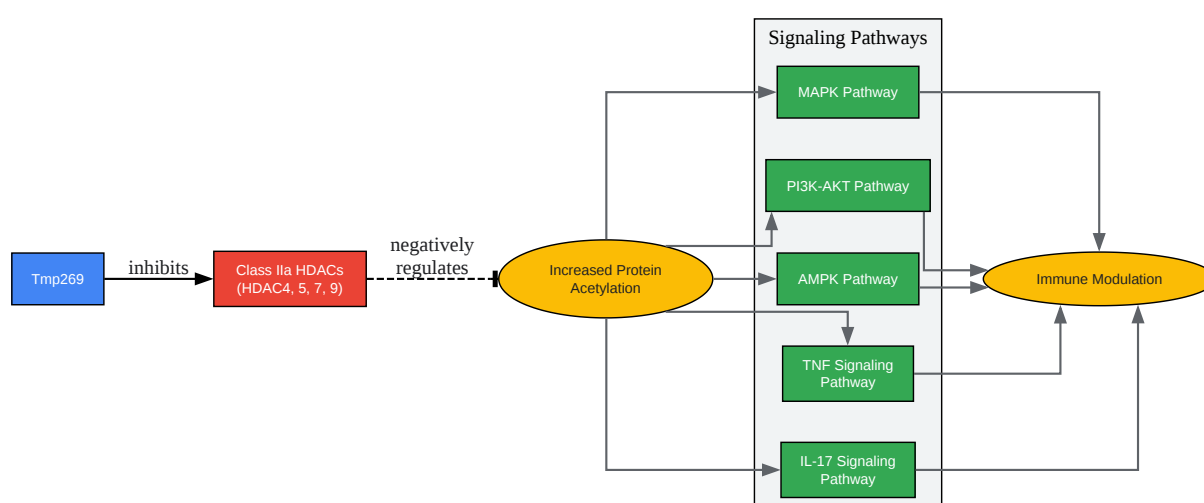 Signaling Pathways
MAPK Pathway
PI3K-AKT Pathway
Tmp269
inhibits
Class IIa HDACs
(HDAC4, 5, 7, 9)
negatively
regulates
Increased Protein
Acetylation
AMPK Pathway
Immune Modulation
TNF Signaling
Pathway
IL-17 Signaling
Pathway